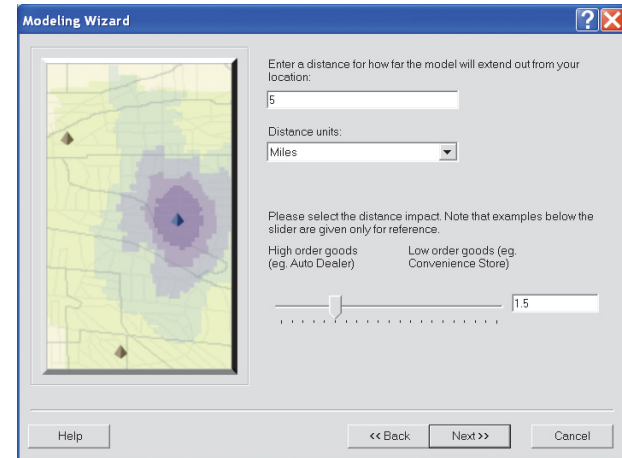 Modeling Wizard
Enter a distance for how far the model will extend out from your
location:
5
Distance units:
Miles
Please select the distance impact. Note that examples below the
slider are given only for reference.
High order goods
(eg. Auto Dealer)
Low order goods (eg.
Convenience Store)
1.5
Help
<< Back
Next >>
Cancel